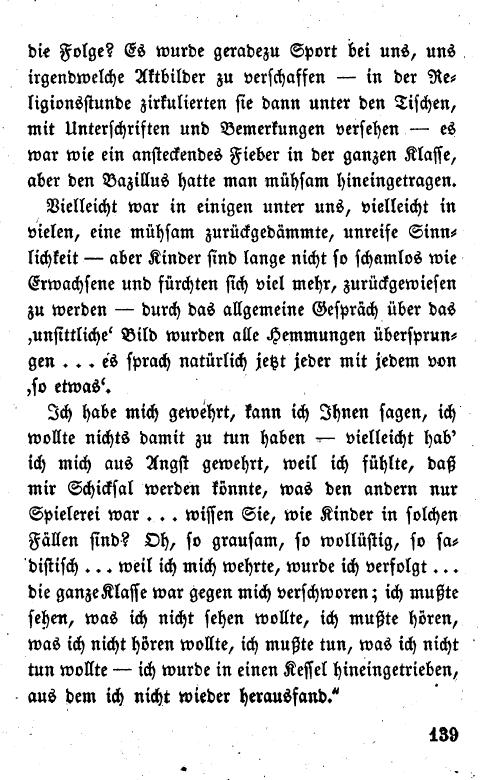 die Folge? Es wurde geradezu Sport bei uns, uns
irgendwelche Aktbilder zu verschaffen — in der Re-
ligionsstunde zirkulierten sie dann unter den Tischen,
mit Unterschriften und Bemerkungen versehen — es
war wie ein ansteckendes Fieber in der ganzen Klasse,
aber den Bazillus hatte man mühsam hineingetragen.
Vielleicht war in einigen unter uns, vielleicht in
vielen, eine mühsam zurückgedämmte, unreife Sinn-
lichkeit — aber Kinder sind lange nicht so schamlos wie
Erwachsene und fürchten sich viel mehr, zurückgewiesen
zu werden — durch das allgemeine Gespräch über das
‚unsittliche‘ Bild wurden alle Hemmungen übersprun-
gen . . . es sprach natürlich jetzt jeder mit jedem von
‚so etwas‘.
Ich habe mich gewehrt, kann ich Ihnen sagen, ich
wollte nichts damit zu tun haben — vielleicht hab’
ich mich aus Angst gewehrt, weil ich fühlte, daß
mir Schicksal werden könnte, was den andern nur
Spielerei war . . . wissen Sie, wie Kinder in solchen
Fällen sind? Oh, so grausam, so wollüstig, so sa-
distisch . . . weil ich mich wehrte, wurde ich verfolgt . . .
die ganze Klasse war gegen mich verschworen; ich mußte
sehen, was ich nicht sehen wollte, ich mußte hören,
was ich nicht hören wollte, ich mußte tun, was ich nicht
tun wollte — ich wurde in einen Kessel hineingetrieben,
aus dem ich nicht wieder herausfand.“
139